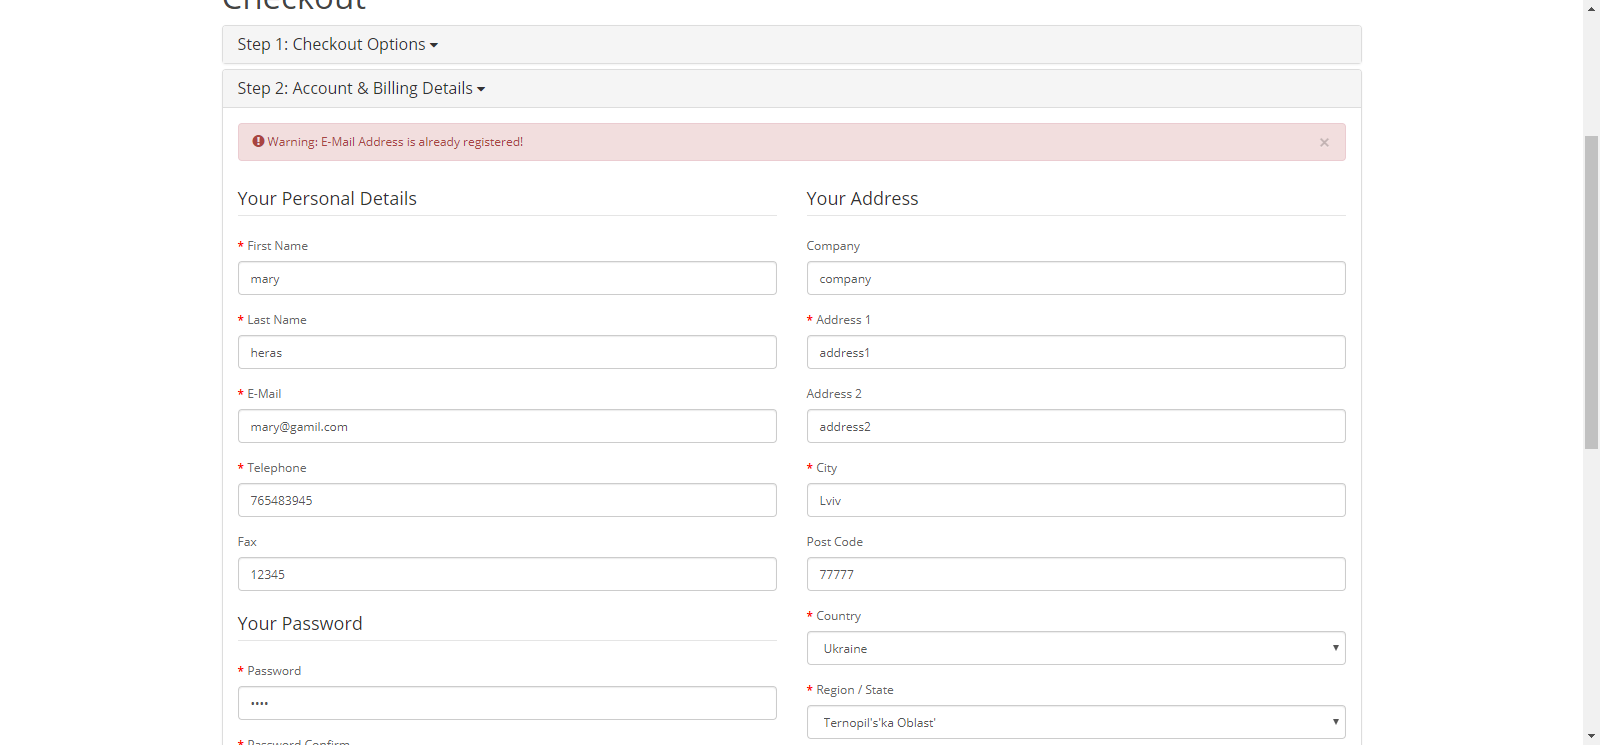 Checkout
Step 1: Checkout Options
Step 2: Account & Billing Details
Warning: E-Mail Address is already registered!
×
Your Personal Details
* First Name
mary
* Last Name
heras
* E-Mail
mary@gamil.com
* Telephone
765483945
Fax
12345
Your Password
* Password
••••
* Password Confirm
Your Address
Company
company
* Address 1
address1
Address 2
address2
* City
Lviv
Post Code
77777
* Country
Ukraine
* Region / State
Ternopil's'ka Oblast'